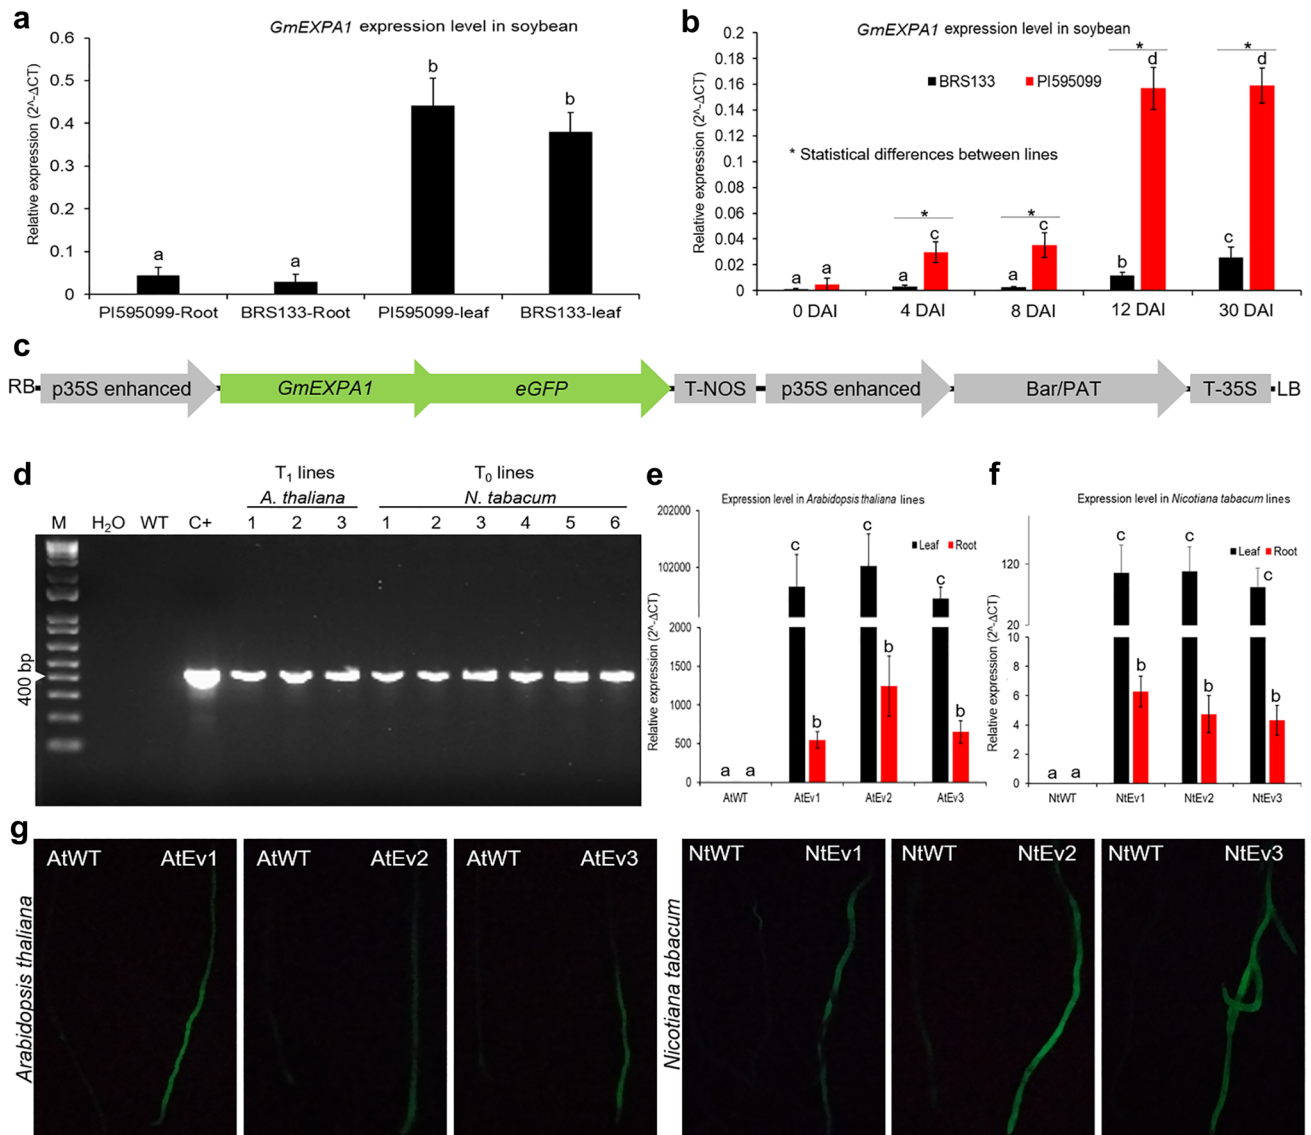 a
GmEXPA1 expression level in soybean
Relative expression (2^-ΔCT)
0.6
0.5
0.4
0.3
0.2
0.1
0
a
a
b
b
PI595099-Root
BRS133-Root
PI595099-leaf
BRS133-leaf
b
GmEXPA1 expression level in soybean
Relative expression (2^-ΔCT)
0.2
0.18
0.16
0.14
0.12
0.1
0.08
0.06
0.04
0.02
0
BRS133
PI595099
* Statistical differences between lines
a a
a * c
a * c
b * d
c * d
0 DAI
4 DAI
8 DAI
12 DAI
30 DAI
c
RB p35S enhanced GmEXPA1 eGFP T-NOS p35S enhanced Bar/PAT T-35S LB
d
T1 lines
A. thaliana
T0 lines
N. tabacum
M H2O WT C+ 1 2 3 1 2 3 4 5 6
400 bp
e
Expression level in Arabidopsis thaliana lines
Relative expression (2^-ΔCT)
202000
102000
2000
1500
1000
500
0
Leaf
Root
a a
c b
c b
c b
AtWT
AtEv1
AtEv2
AtEv3
f
Expression level in Nicotiana tabacum lines
Relative expression (2^-ΔCT)
120
20
10
8
6
4
2
0
Leaf
Root
a a
c b
c b
c b
NtWT
NtEv1
NtEv2
NtEv3
g
Arabidopsis thaliana
AtWT AtEv1
AtWT AtEv2
AtWT AtEv3
Nicotiana tabacum
NtWT NtEv1
NtWT NtEv2
NtWT NtEv3